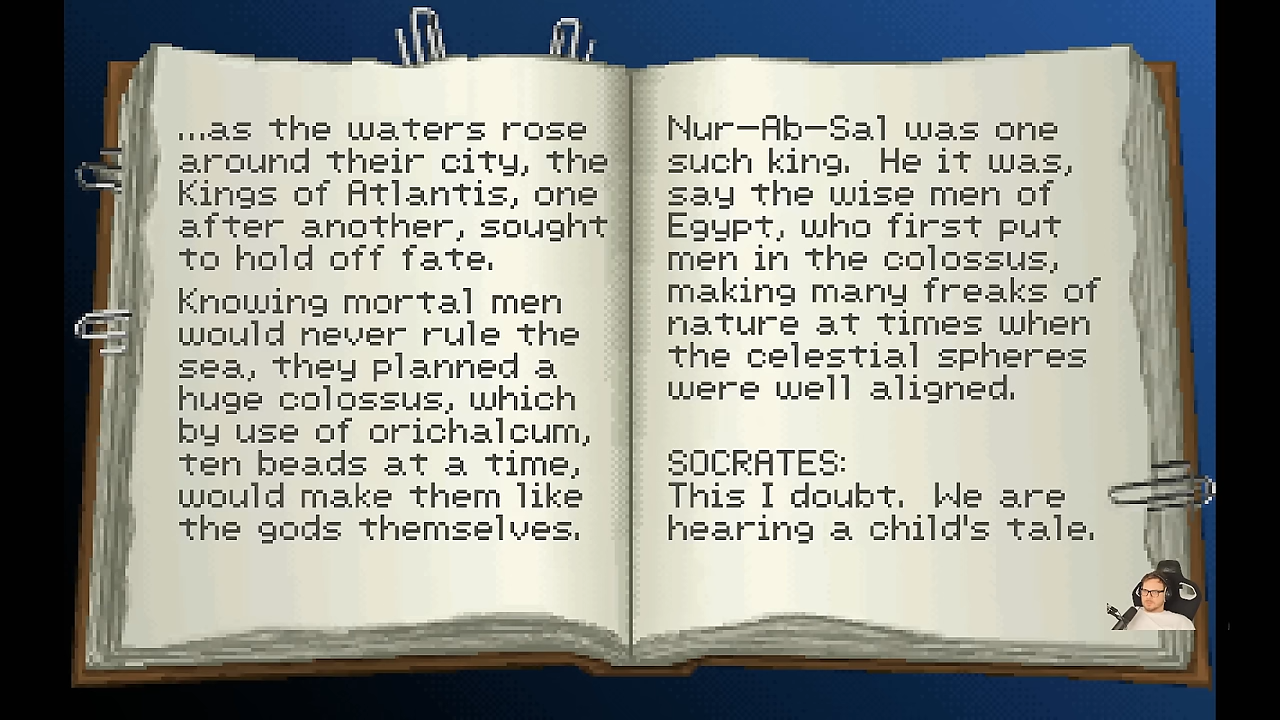 ...as the waters rose
around their city, the
Kings of Atlantis, one
after another, sought
to hold off fate.
Knowing mortal men
would never rule the
sea, they planned a
huge colossus, which
by use of orichalcum,
ten beads at a time,
would make them like
the gods themselves.
Nur-Ab-Sal was one
such king.  He it was,
say the wise men of
Egypt, who first put
men in the colossus,
making many freaks of
nature at times when
the celestial spheres
were well aligned.
SOCRATES:
This I doubt.  We are
hearing a child's tale.